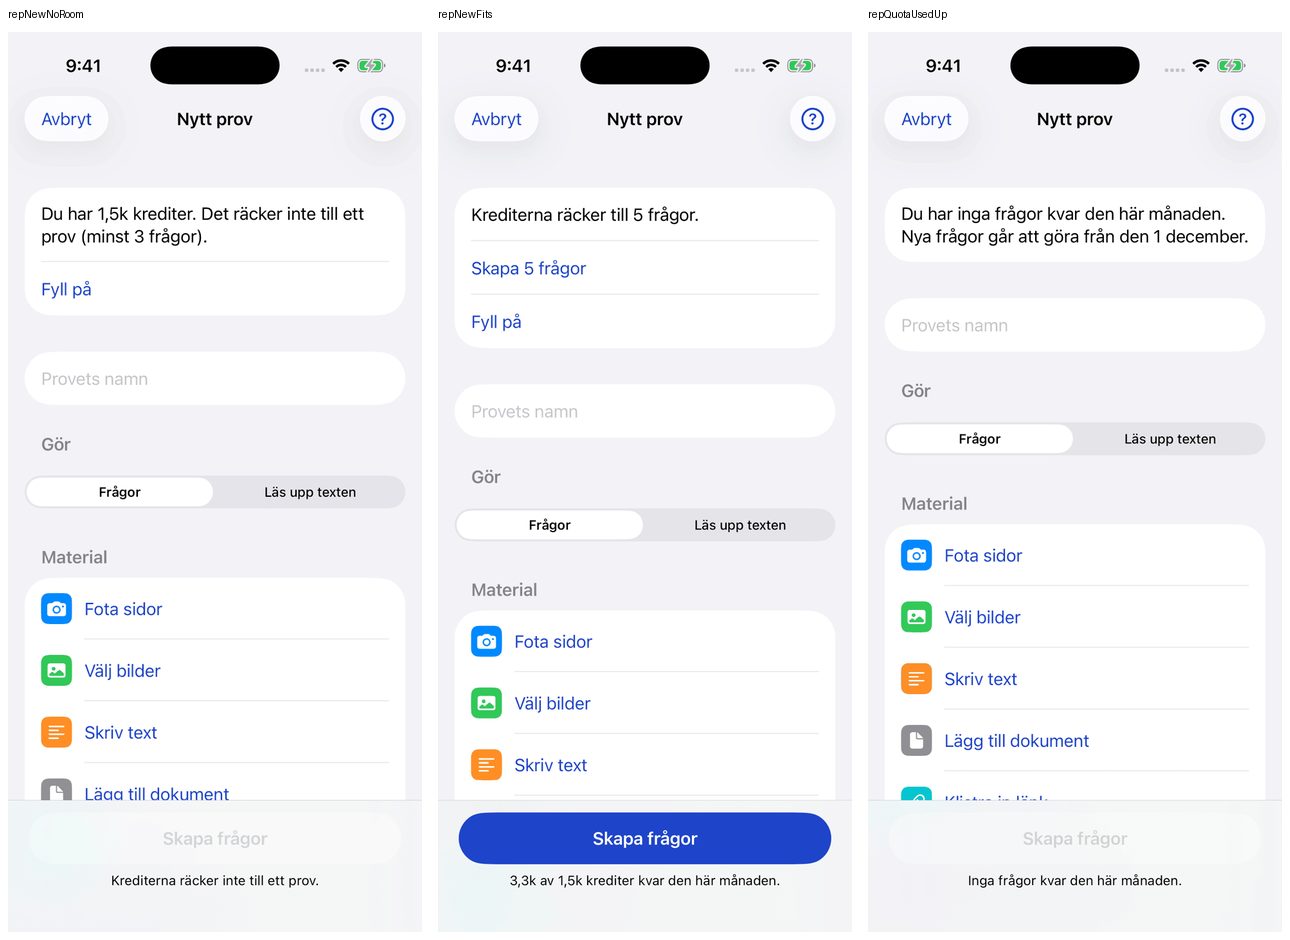 repNewNoRoom
9:41
Avbryt
Nytt prov
?
Du har 1,5k krediter. Det räcker inte till ett
prov (minst 3 frågor).
Fyll på
Provets namn
Gör
Frågor
Läs upp texten
Material
Fota sidor
Välj bilder
Skriv text
Lägg till dokument
Skapa frågor
Krediterna räcker inte till ett prov.
repNewFits
9:41
Avbryt
Nytt prov
?
Krediterna räcker till 5 frågor.
Skapa 5 frågor
Fyll på
Provets namn
Gör
Frågor
Läs upp texten
Material
Fota sidor
Välj bilder
Skriv text
Skapa frågor
3,3k av 1,5k krediter kvar den här månaden.
repQuotaUsedUp
9:41
Avbryt
Nytt prov
?
Du har inga frågor kvar den här månaden.
Nya frågor går att göra från den 1 december.
Provets namn
Gör
Frågor
Läs upp texten
Material
Fota sidor
Välj bilder
Skriv text
Lägg till dokument
Klistra in länk
Skapa frågor
Inga frågor kvar den här månaden.